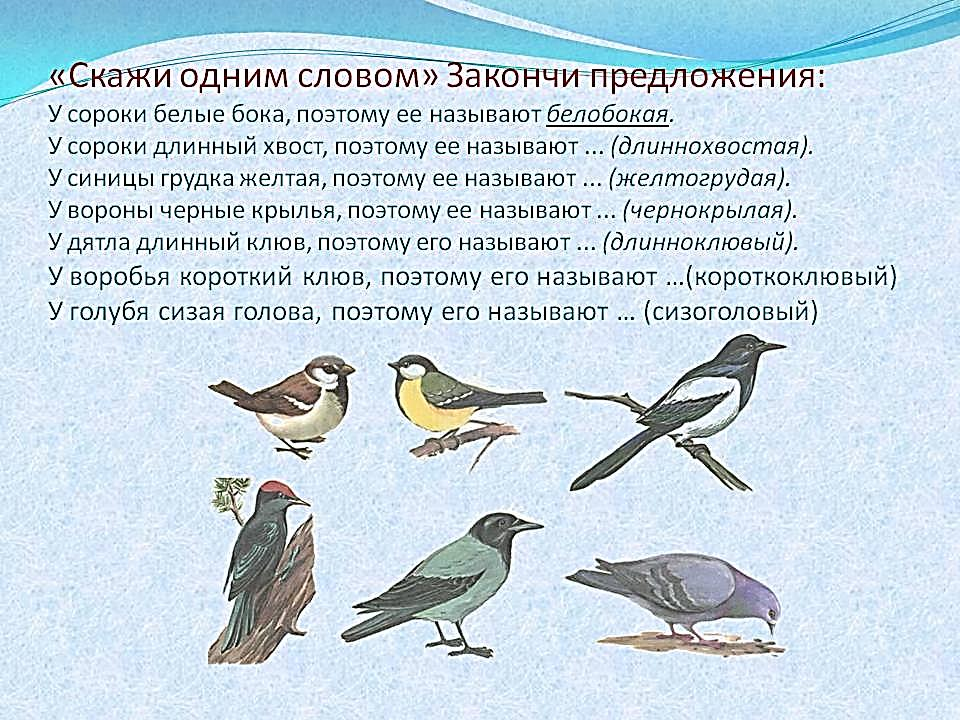 «Скажи одним словом» Закончи предложения:
У сороки белые бока, поэтому ее называют белобокая.
У сороки длинный хвост, поэтому ее называют ... (длиннохвостая).
У синицы грудка желтая, поэтому ее называют ... (желтогрудая).
У вороны черные крылья, поэтому ее называют ... (чернокрылая).
У дятла длинный клюв, поэтому его называют ... (длинноклювый).
У воробья короткий клюв, поэтому его называют …(короткоклювый)
У голубя сизая голова, поэтому его называют … (сизоголовый)